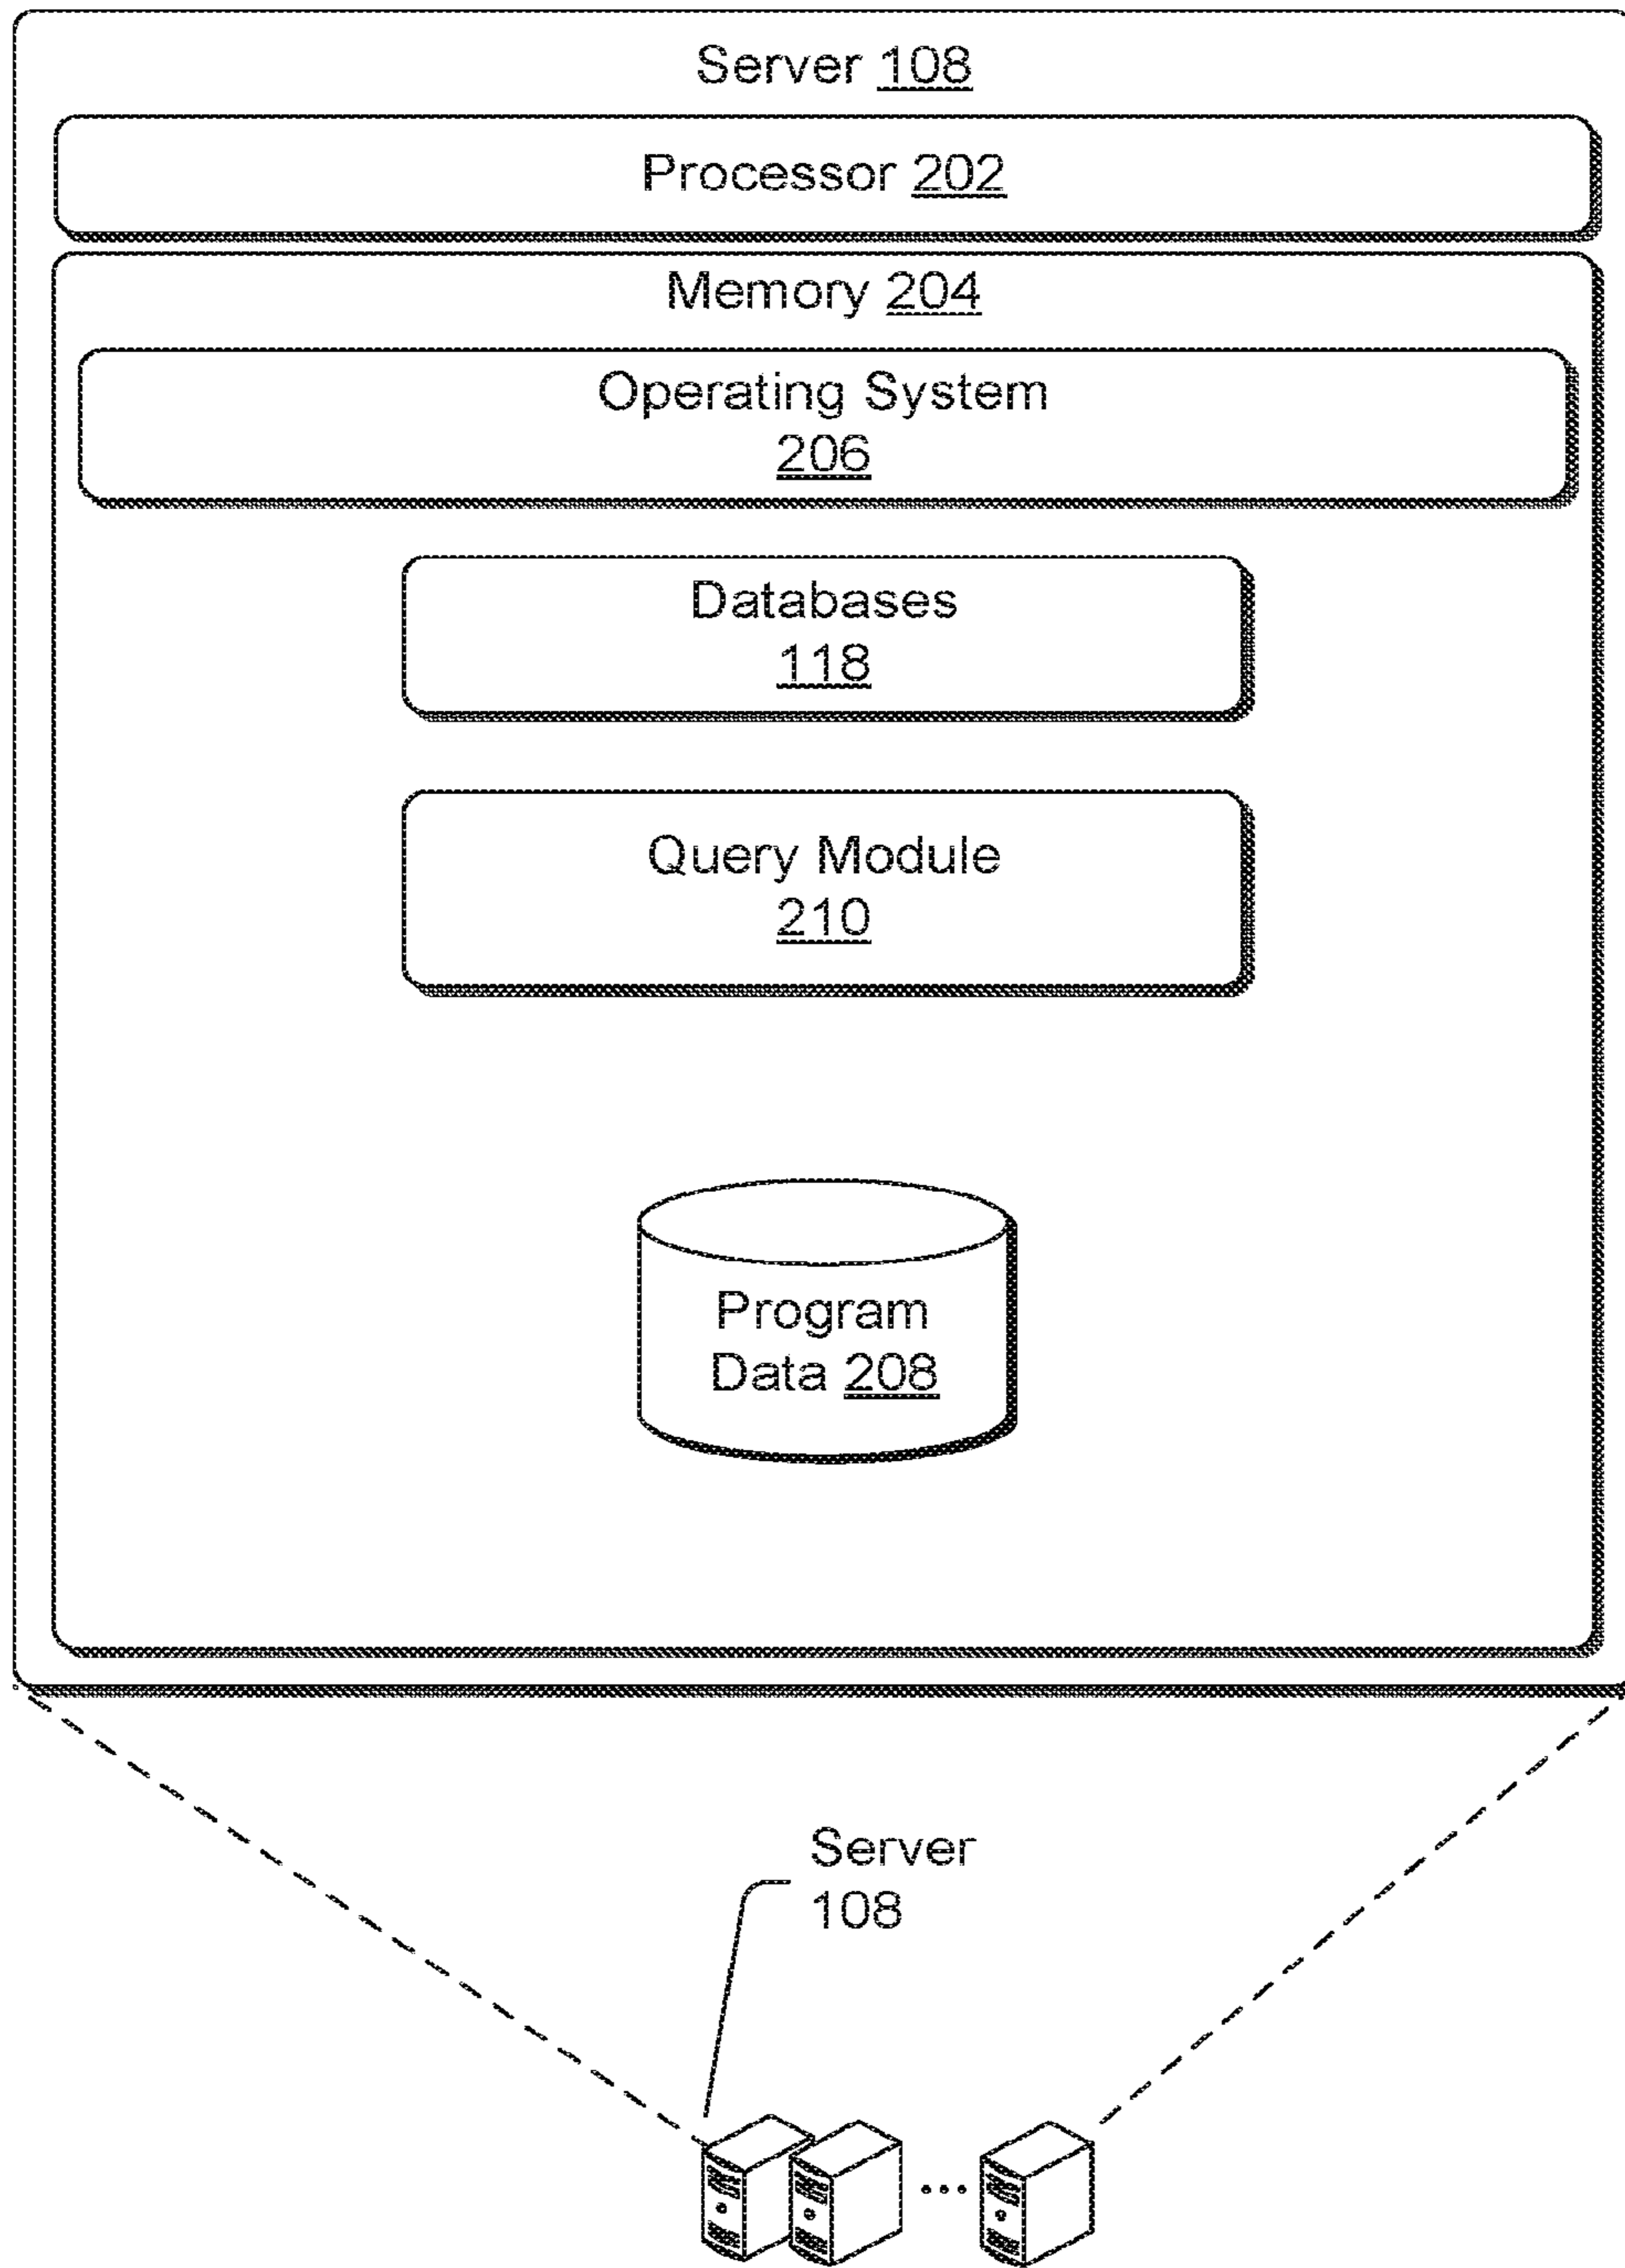 Server 108
Processor 202
Memory 204
Operating System
206
Databases
118
Query Module
210
Program
Data 208
Server
108